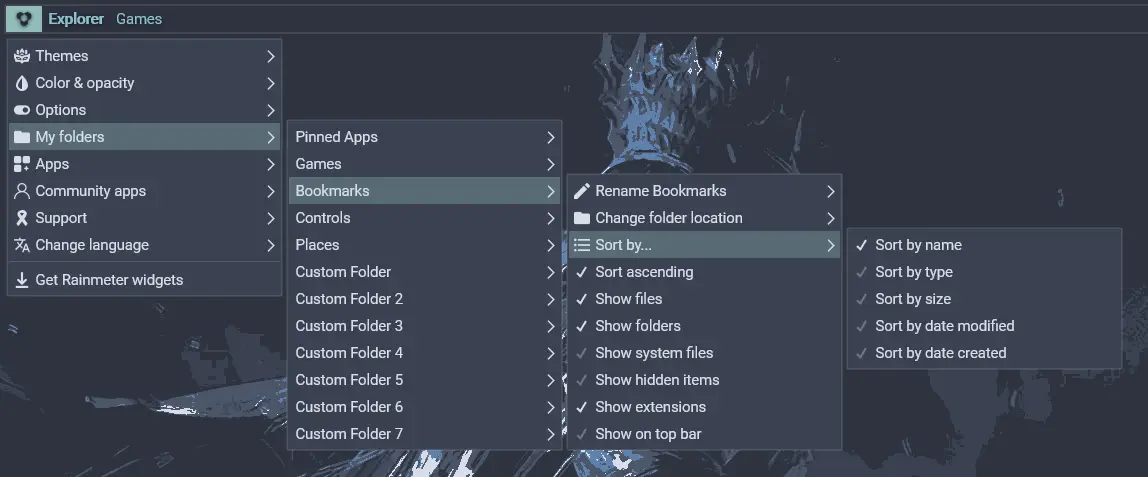 Explorer Games
Themes
Color & opacity
Options
My folders
Apps
Community apps
Support
Change language
Get Rainmeter widgets
Pinned Apps
Games
Bookmarks
Controls
Places
Custom Folder
Custom Folder 2
Custom Folder 3
Custom Folder 4
Custom Folder 5
Custom Folder 6
Custom Folder 7
Rename Bookmarks
Change folder location
Sort by...
Sort ascending
Show files
Show folders
Show system files
Show hidden items
Show extensions
Show on top bar
Sort by name
Sort by type
Sort by size
Sort by date modified
Sort by date created